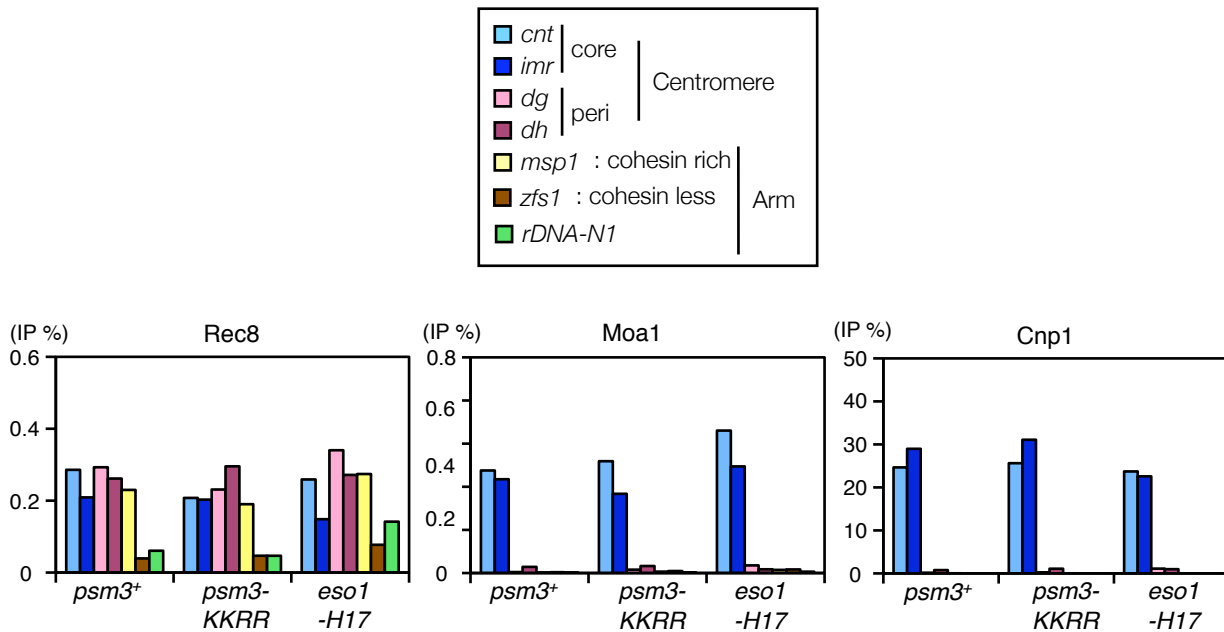 cnt
imr
core
dg
dh
peri
Centromere
msp1 : cohesin rich
zfs1 : cohesin less
rDNA-N1
Arm
(IP %)
Rec8
0.6
0.4
0.2
0
psm3+
psm3-
KKRR
eso1
-H17
(IP %)
Moa1
0.8
0.6
0.4
0.2
0
psm3+
psm3-
KKRR
eso1
-H17
(IP %)
Cnp1
50
40
30
20
10
0
psm3+
psm3-
KKRR
eso1
-H17